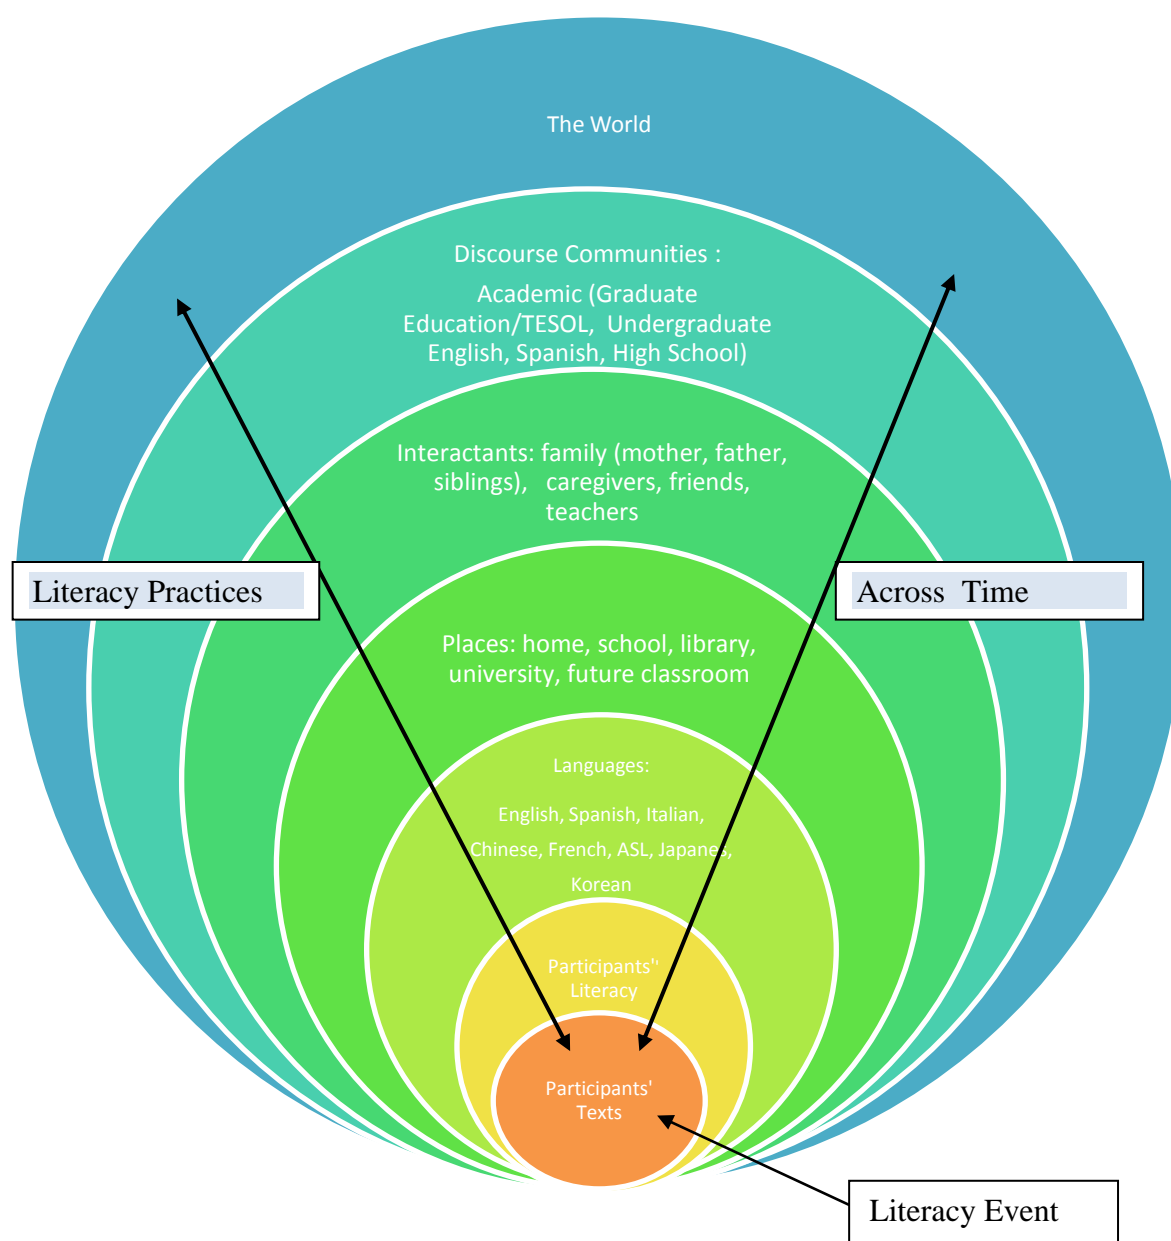 The World
Discourse Communities :
Academic (Graduate
Education/TESOL, Undergraduate
English, Spanish, High School)
Interactants: family (mother, father,
siblings), caregivers, friends,
teachers
Literacy Practices
Across Time
Places: home, school, library,
university, future classroom
Languages:
English, Spanish, Italian,
Chinese, French, ASL, Japanes,
Korean
Participants''
Literacy
Participants'
Texts
Literacy Event